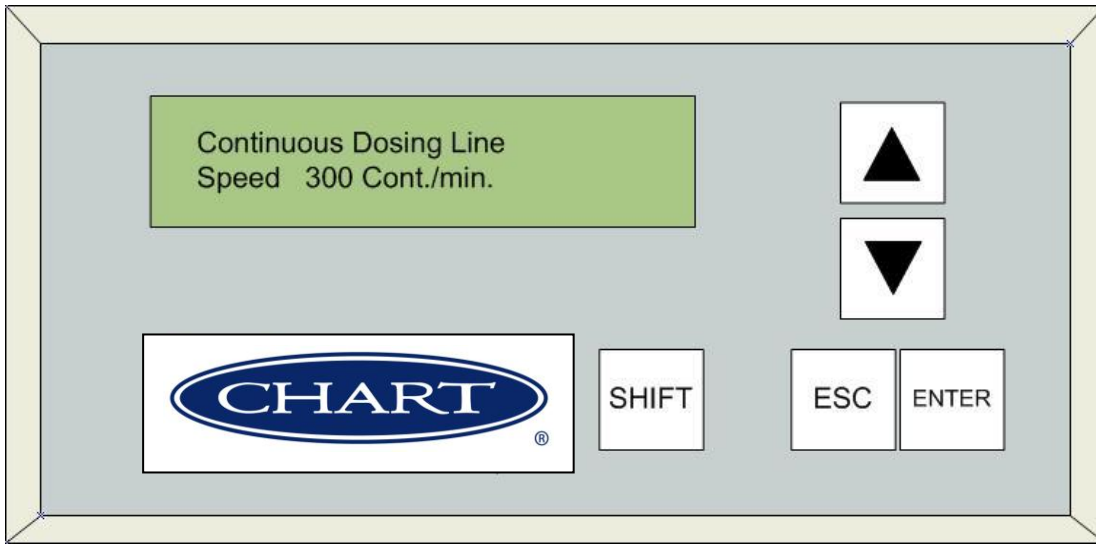 Continuous Dosing Line
Speed 300 Cont./min.
CHART
®
SHIFT
ESC
ENTER